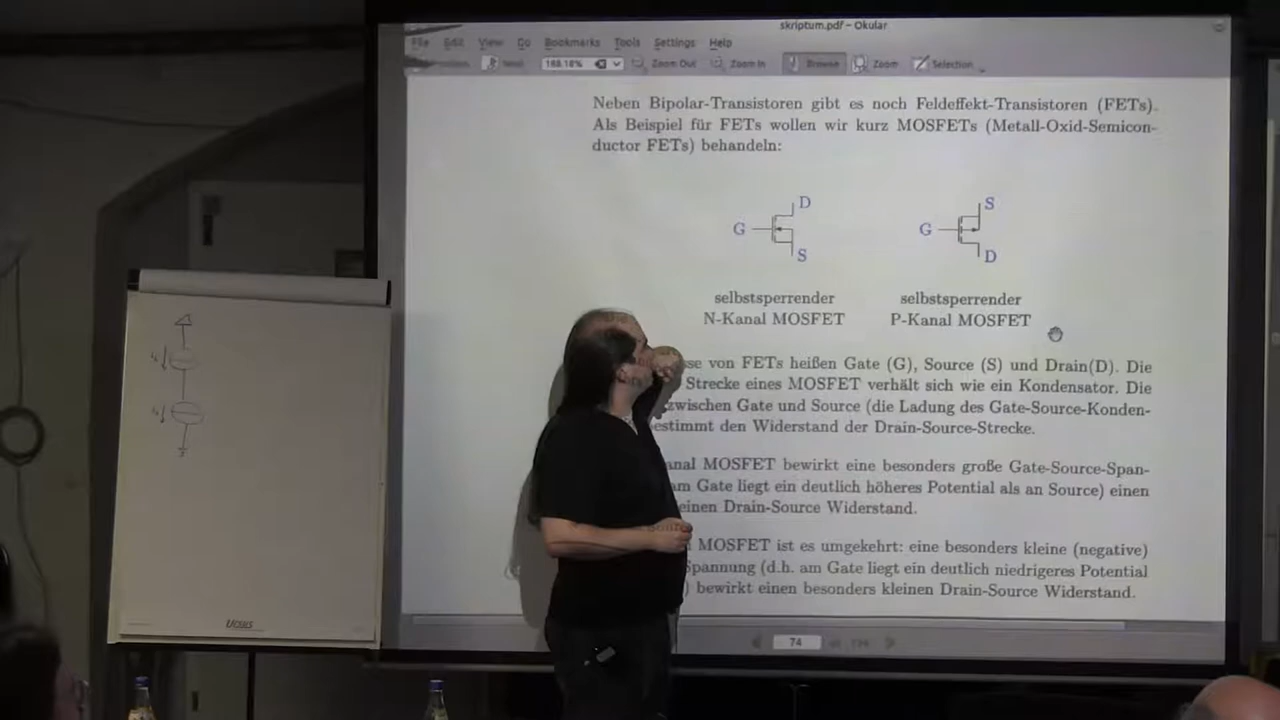 skriptum.pdf – Okular
File Edit View Go Bookmarks Tools Settings Help
188.18% Zoom Out Zoom In Browse Zoom Selection
Neben Bipolar-Transistoren gibt es noch Feldeffekt-Transistoren (FETs).
Als Beispiel für FETs wollen wir kurz MOSFETs (Metall-Oxid-Semicon-
ductor FETs) behandeln:
D S
G G
S D
selbstsperrender selbstsperrender
N-Kanal MOSFET P-Kanal MOSFET
sse von FETs heißen Gate (G), Source (S) und Drain(D). Die
Strecke eines MOSFET verhält sich wie ein Kondensator. Die
zwischen Gate und Source (die Ladung des Gate-Source-Konden-
estimmt den Widerstand der Drain-Source-Strecke.
anal MOSFET bewirkt eine besonders große Gate-Source-Span-
am Gate liegt ein deutlich höheres Potential als an Source) einen
einen Drain-Source Widerstand.
MOSFET ist es umgekehrt: eine besonders kleine (negative)
Spannung (d.h. am Gate liegt ein deutlich niedrigeres Potential
) bewirkt einen besonders kleinen Drain-Source Widerstand.
74